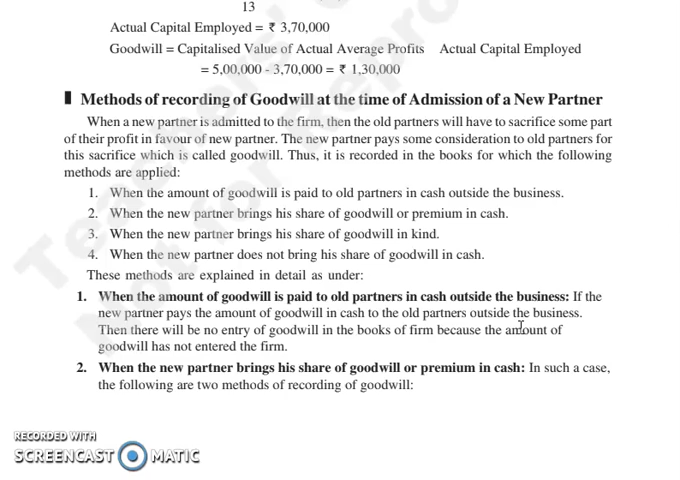 13
Actual Capital Employed = ₹ 3,70,000
Goodwill = Capitalised Value of Actual Average Profits Actual Capital Employed
= 5,00,000 - 3,70,000 = ₹ 1,30,000
Methods of recording of Goodwill at the time of Admission of a New Partner
When a new partner is admitted to the firm, then the old partners will have to sacrifice some part
of their profit in favour of new partner. The new partner pays some consideration to old partners for
this sacrifice which is called goodwill. Thus, it is recorded in the books for which the following
methods are applied:
1. When the amount of goodwill is paid to old partners in cash outside the business.
2. When the new partner brings his share of goodwill or premium in cash.
3. When the new partner brings his share of goodwill in kind.
4. When the new partner does not bring his share of goodwill in cash.
These methods are explained in detail as under:
1. When the amount of goodwill is paid to old partners in cash outside the business: If the
new partner pays the amount of goodwill in cash to the old partners outside the business.
Then there will be no entry of goodwill in the books of firm because the amount of
goodwill has not entered the firm.
2. When the new partner brings his share of goodwill or premium in cash: In such a case,
the following are two methods of recording of goodwill:
RECORDED WITH
SCREENCAST MATIC